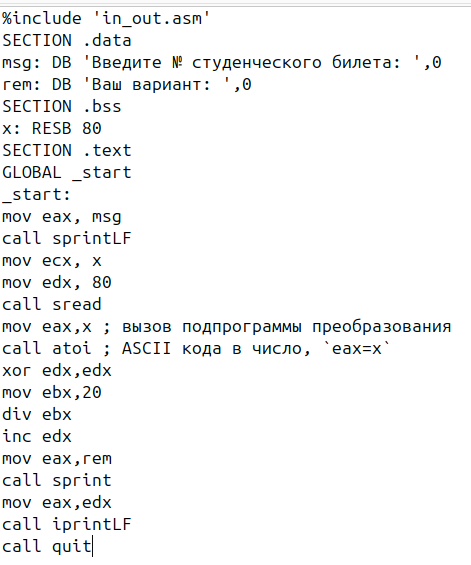 %include 'in_out.asm'
SECTION .data
msg: DB 'Введите № студенческого билета: ',0
rem: DB 'Ваш вариант: ',0
SECTION .bss
x: RESB 80
SECTION .text
GLOBAL _start
_start:
mov eax, msg
call sprintLF
mov ecx, x
mov edx, 80
call sread
mov eax,x ; вызов подпрограммы преобразования
call atoi ; ASCII кода в число, `eax=x`
xor edx,edx
mov ebx,20
div ebx
inc edx
mov eax,rem
call sprint
mov eax,edx
call iprintLF
call quit